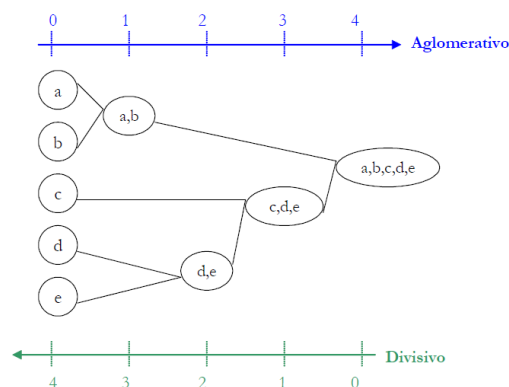 0 1 2 3 4
Aglomerativo
a
a,b
b
a,b,c,d,e
c
c,d,e
d
d,e
e
Divisivo
4 3 2 1 0